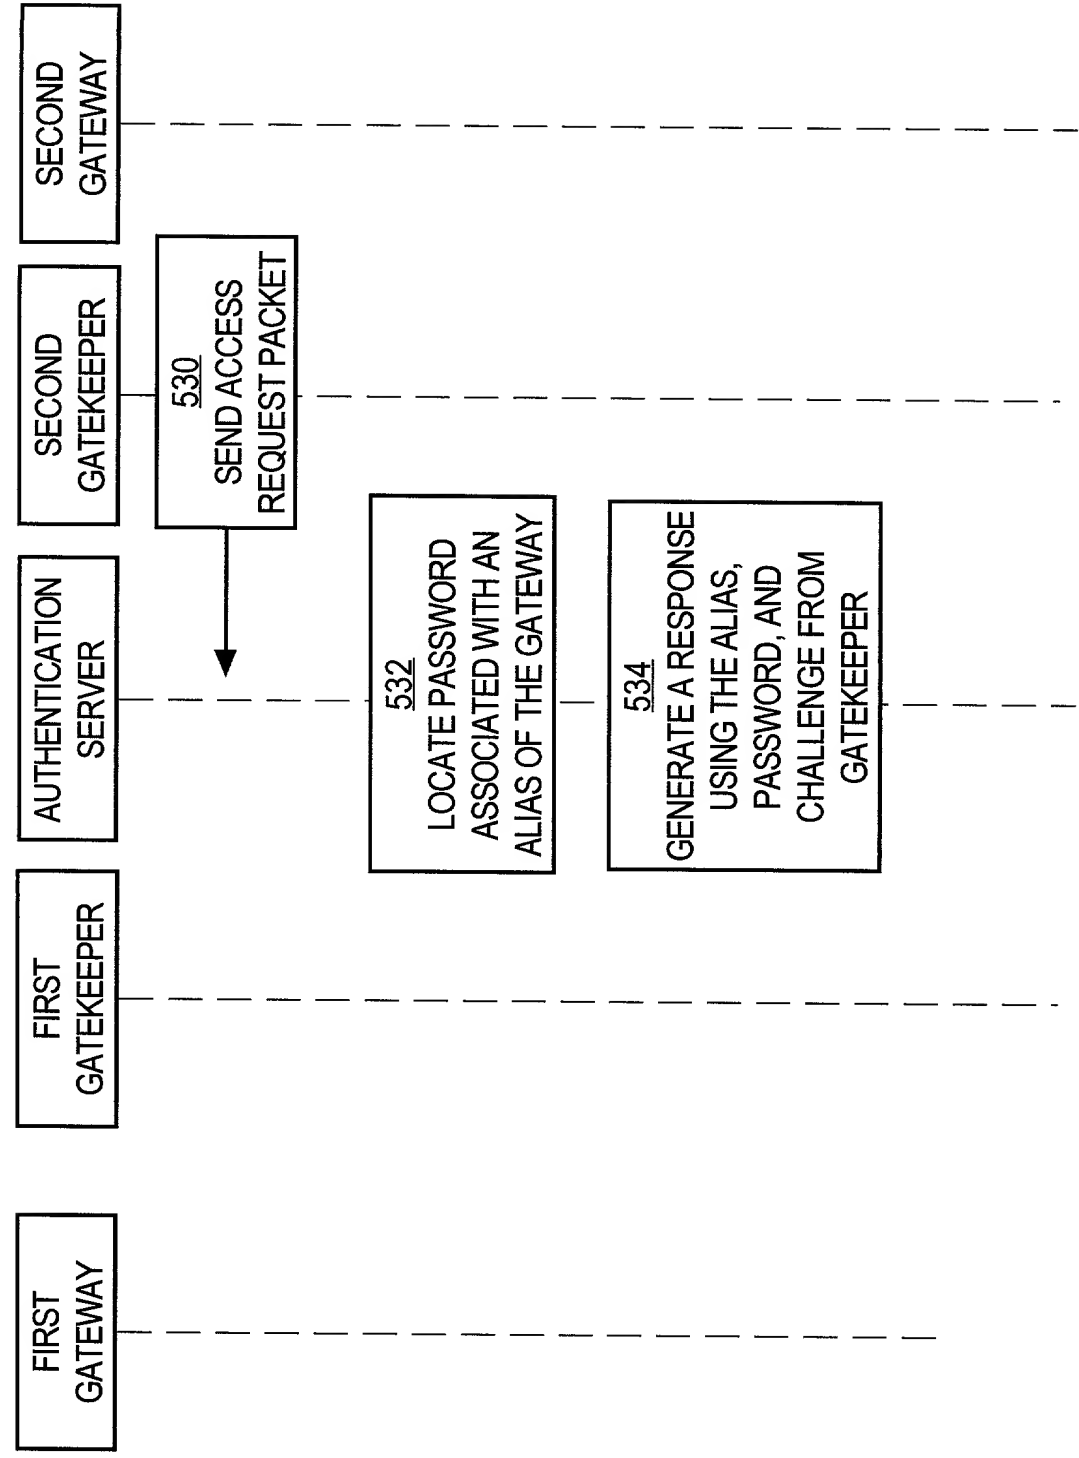 FIRST
GATEWAY
FIRST
GATEKEEPER
AUTHENTICATION
SERVER
SECOND
GATEKEEPER
SECOND
GATEWAY
530
SEND ACCESS
REQUEST PACKET
532
LOCATE PASSWORD
ASSOCIATED WITH AN
ALIAS OF THE GATEWAY
534
GENERATE A RESPONSE
USING THE ALIAS,
PASSWORD, AND
CHALLENGE FROM
GATEKEEPER